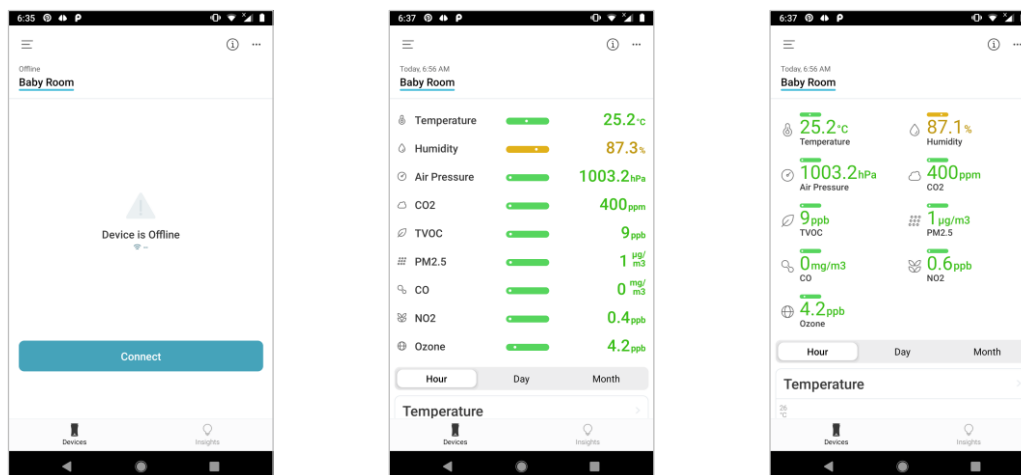 6:35
Offline
Baby Room
Device is Offline
Connect
Devices
Insights
6:37
Today, 6:56 AM
Baby Room
Temperature 25.2°C
Humidity 87.3%
Air Pressure 1003.2hPa
CO2 400ppm
TVOC 9ppb
PM2.5 1 µg/m3
CO 0 mg/m3
NO2 0.4ppb
Ozone 4.2ppb
Hour Day Month
Temperature
Devices
Insights
6:37
Today, 6:56 AM
Baby Room
25.2°C 87.1%
Temperature Humidity
1003.2hPa 400ppm
Air Pressure CO2
9ppb 1µg/m3
TVOC PM2.5
0mg/m3 0.6ppb
CO NO2
4.2ppb
Ozone
Hour Day Month
Temperature
26
°C
Devices
Insights